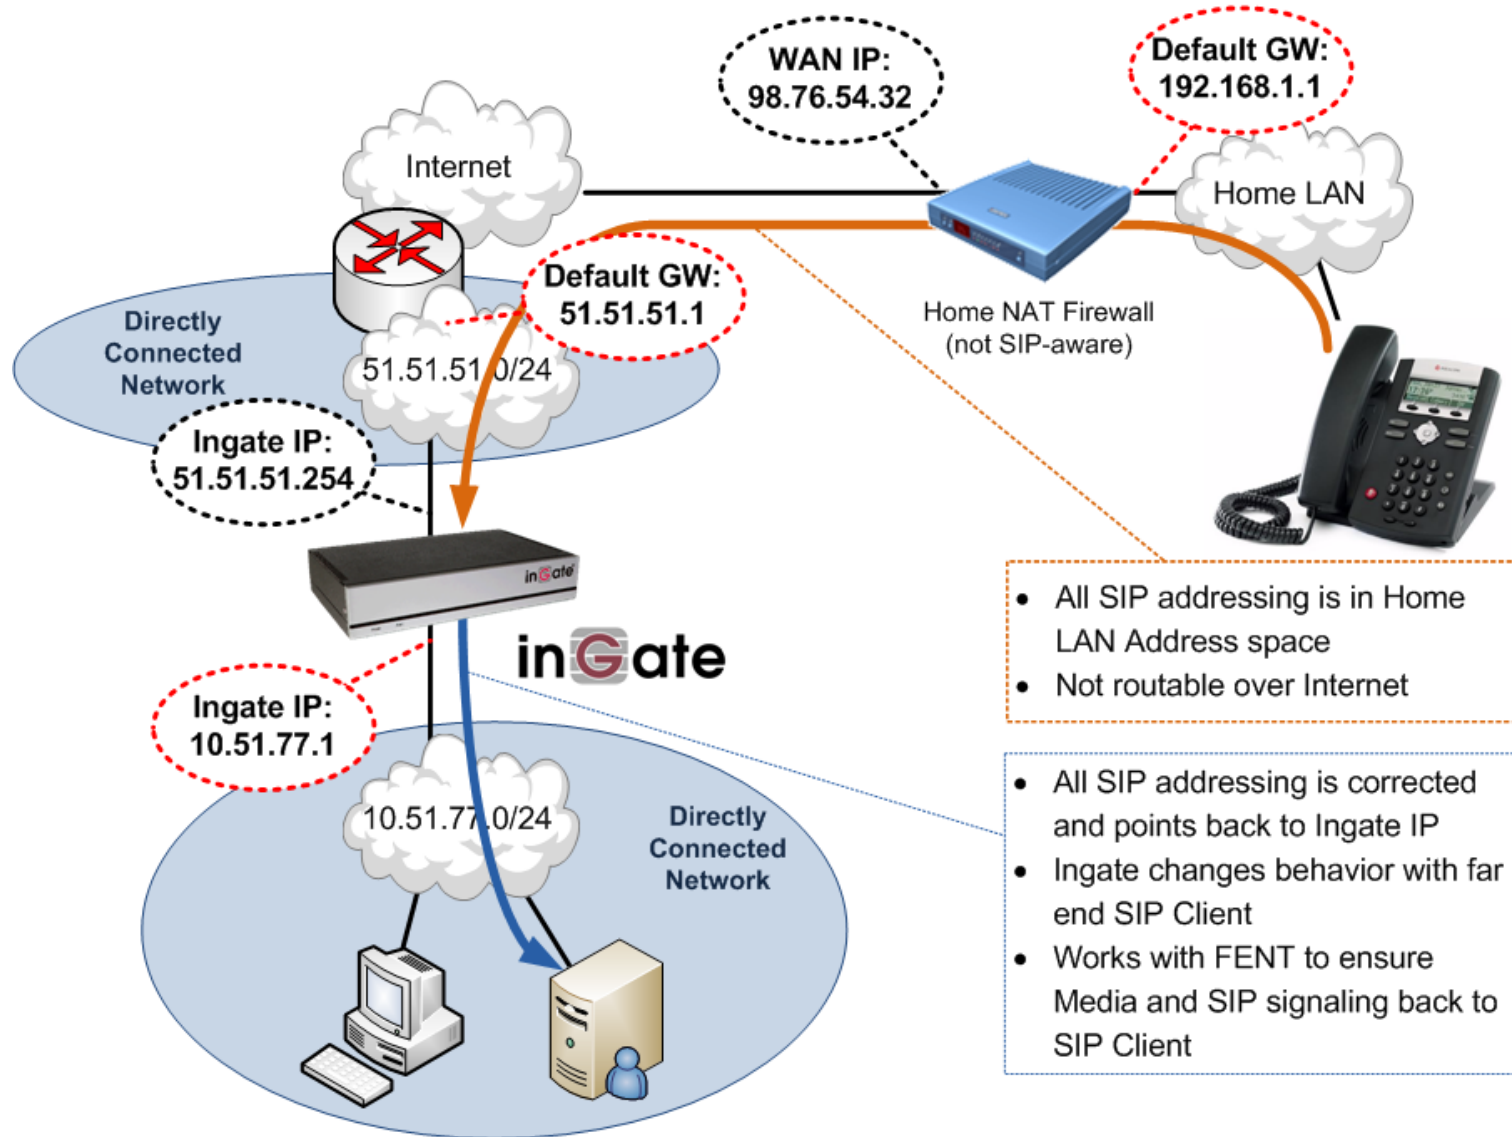 WAN IP:
98.76.54.32
Default GW:
192.168.1.1
Internet
Home LAN
Default GW:
51.51.51.1
Home NAT Firewall
(not SIP-aware)
Directly
Connected
Network
51.51.51.0/24
Ingate IP:
51.51.51.254
inGate
inGate
Ingate IP:
10.51.77.1
10.51.77.0/24
Directly
Connected
Network
• All SIP addressing is in Home
LAN Address space
• Not routable over Internet
• All SIP addressing is corrected
and points back to Ingate IP
• Ingate changes behavior with far
end SIP Client
• Works with FENT to ensure
Media and SIP signaling back to
SIP Client